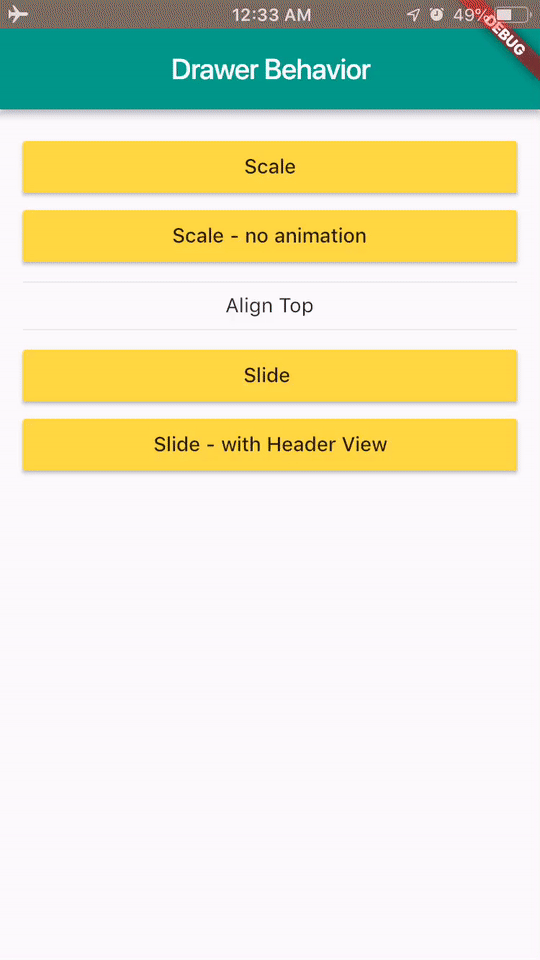 12:33 AM
49%
DEBUG
Drawer Behavior
Scale
Scale - no animation
Align Top
Slide
Slide - with Header View